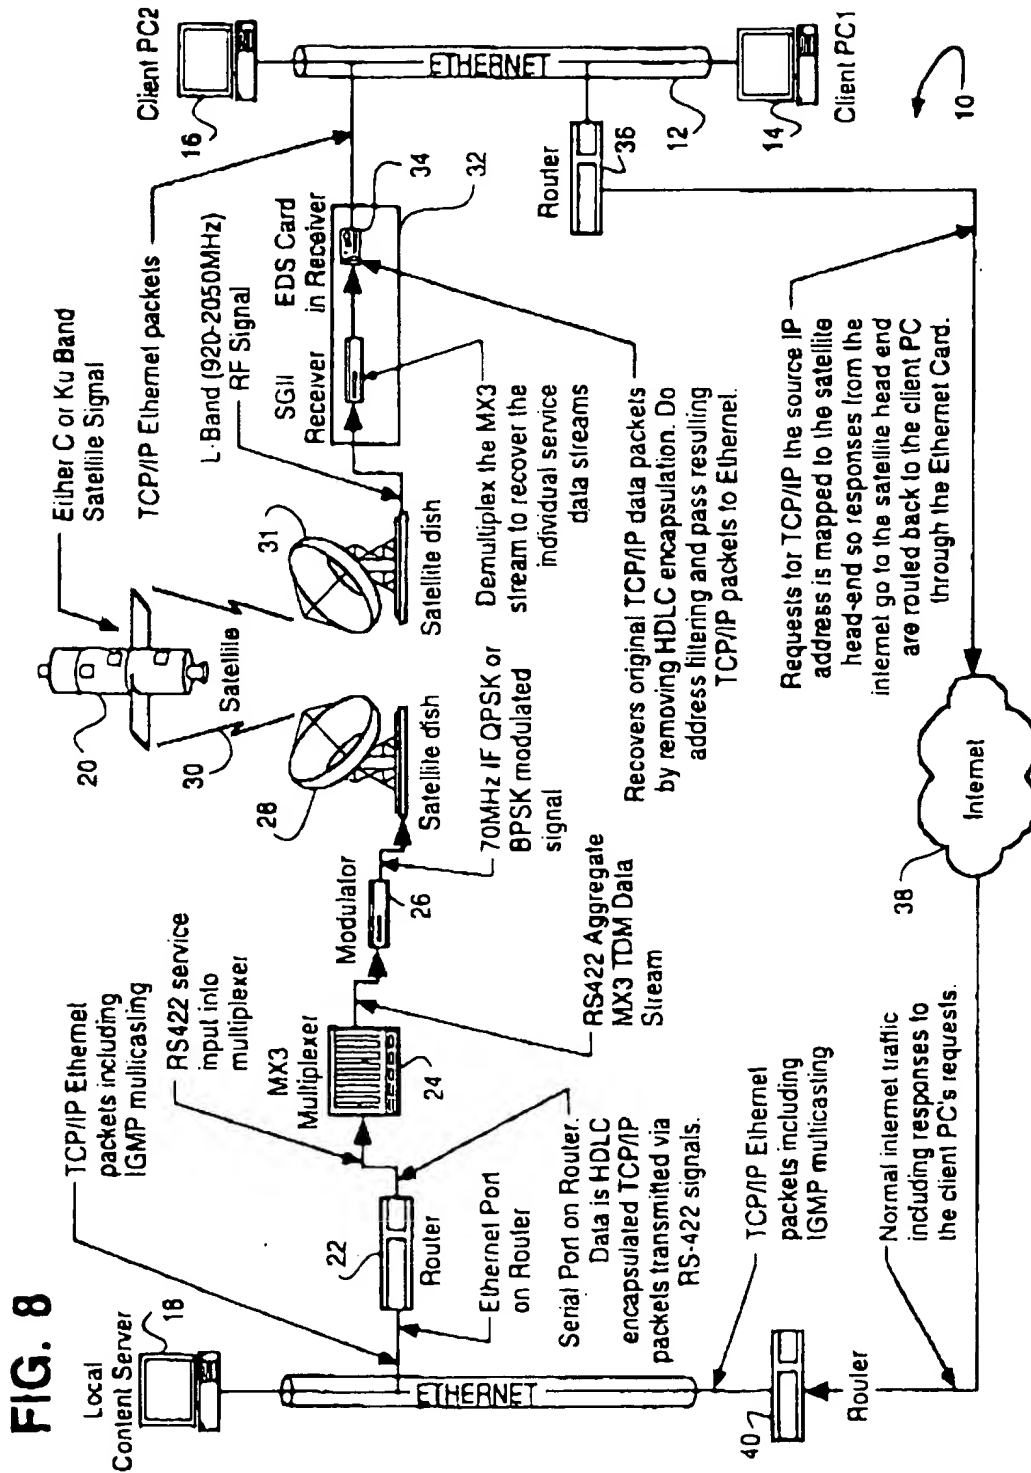 FIG. 8
Local
Content Server
18
ETHERNET
TCP/IP Ethernet
packets including
IGMP multicasting
22
Router
Ethernet Port
on Router
Serial Port on Router.
Data is HDLC
encapsulated TCP/IP
packets transmitted via
RS-422 signals.
RS422 service
input into
multiplexer
MX3
Multiplexer
24
RS422 Aggregate
MX3 TDM Data
Stream
Modulator
26
70MHz IF QPSK or
BPSK modulated
signal
28
Satellite dish
30
20
Satellite
Either C or Ku Band
Satellite Signal
31
Satellite dish
L-Band (920-2050MHz)
RF Signal
TCP/IP Ethernet packets
SGII
Receiver
EDS Card
in Receiver
34
32
Demultiplex the MX3
stream to recover the
individual service
data streams
Recovers original TCP/IP data packets
by removing HDLC encapsulation. Do
address filtering and pass resulting
TCP/IP packets to Ethernet.
Client PC2
16
ETHERNET
12
Router
36
14
Client PC1
10
Requests for TCP/IP the source IP
address is mapped to the satellite
head-end so responses from the
internet go to the satellite head end
are routed back to the client PC
through the Ethernet Card.
Internet
38
Normal internet traffic
including responses to
the client PC's requests.
TCP/IP Ethernet
packets including
IGMP multicasting
40
Router